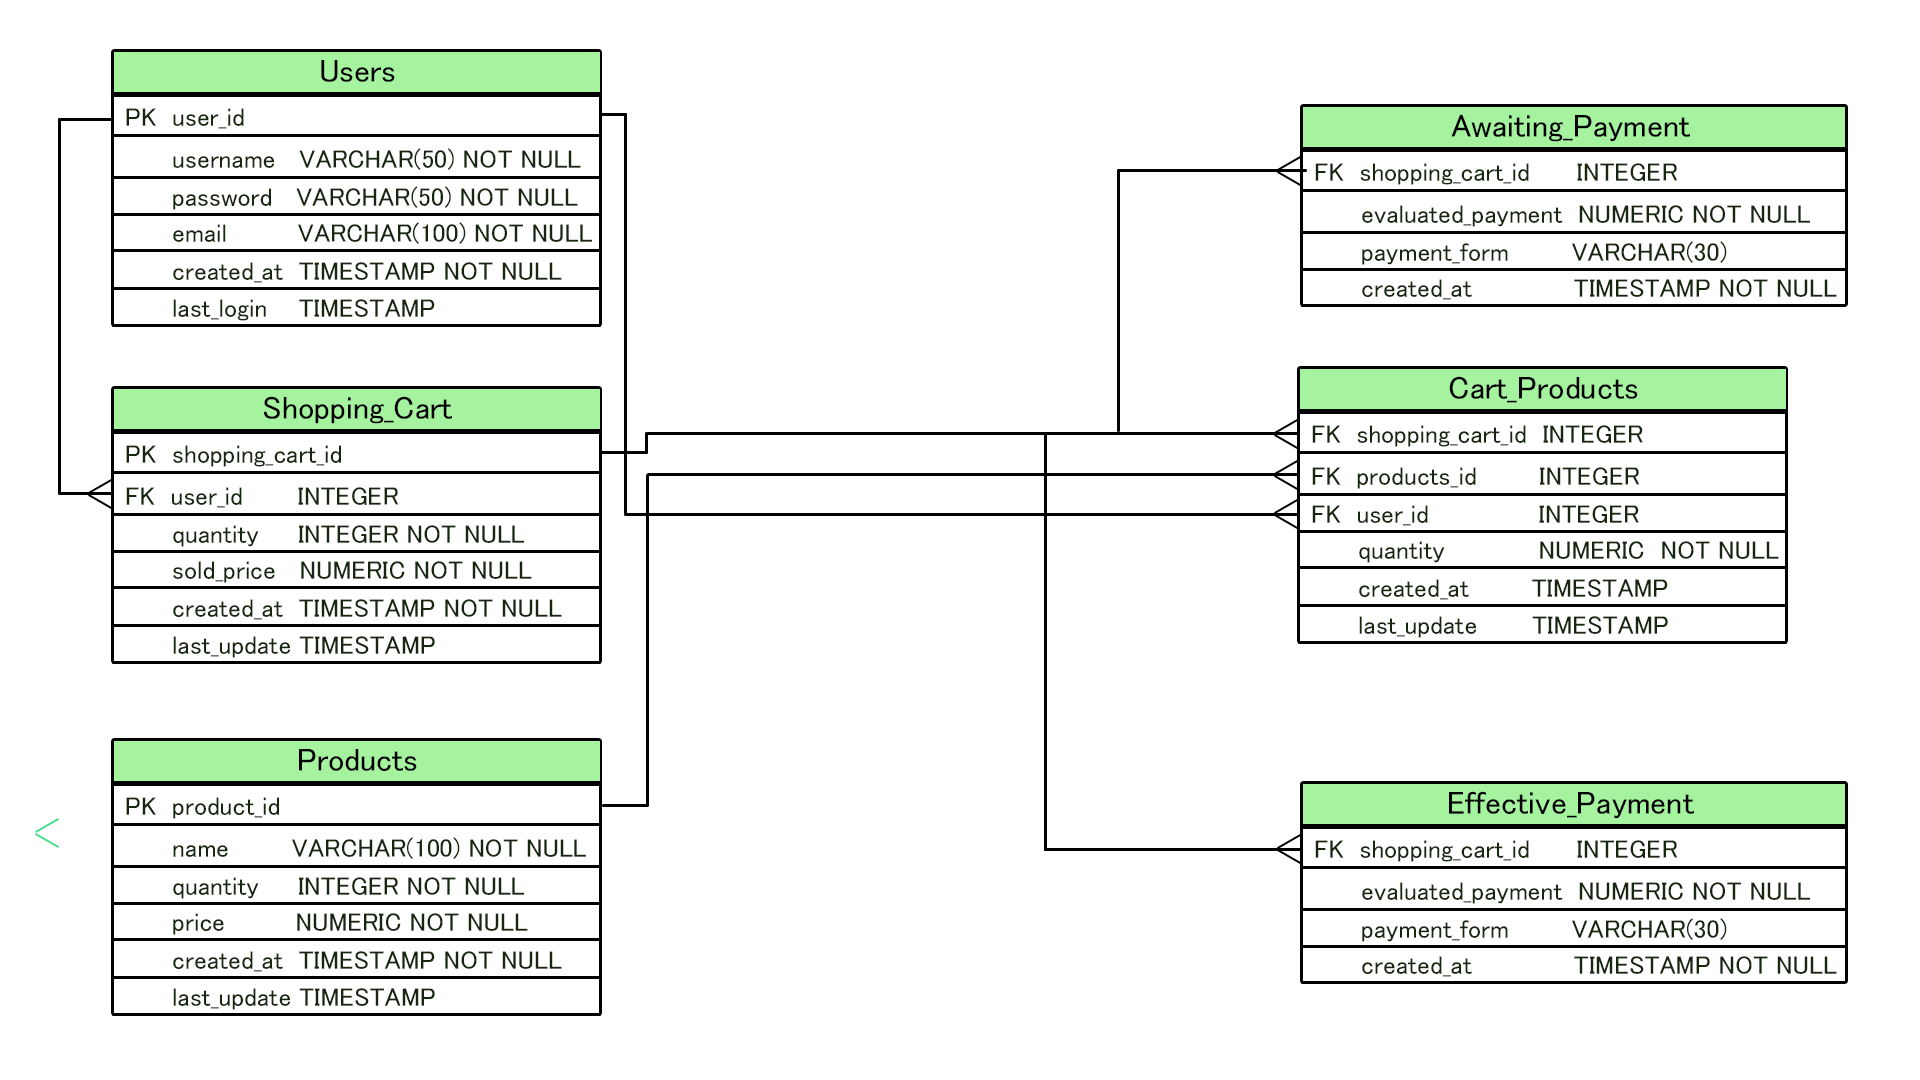 Users
PK user_id
username VARCHAR(50) NOT NULL
password VARCHAR(50) NOT NULL
email VARCHAR(100) NOT NULL
created_at TIMESTAMP NOT NULL
last_login TIMESTAMP
Shopping_Cart
PK shopping_cart_id
FK user_id INTEGER
quantity INTEGER NOT NULL
sold_price NUMERIC NOT NULL
created_at TIMESTAMP NOT NULL
last_update TIMESTAMP
Products
PK product_id
name VARCHAR(100) NOT NULL
quantity INTEGER NOT NULL
price NUMERIC NOT NULL
created_at TIMESTAMP NOT NULL
last_update TIMESTAMP
Awaiting_Payment
FK shopping_cart_id INTEGER
evaluated_payment NUMERIC NOT NULL
payment_form VARCHAR(30)
created_at TIMESTAMP NOT NULL
Cart_Products
FK shopping_cart_id INTEGER
FK products_id INTEGER
FK user_id INTEGER
quantity NUMERIC NOT NULL
created_at TIMESTAMP
last_update TIMESTAMP
Effective_Payment
FK shopping_cart_id INTEGER
evaluated_payment NUMERIC NOT NULL
payment_form VARCHAR(30)
created_at TIMESTAMP NOT NULL